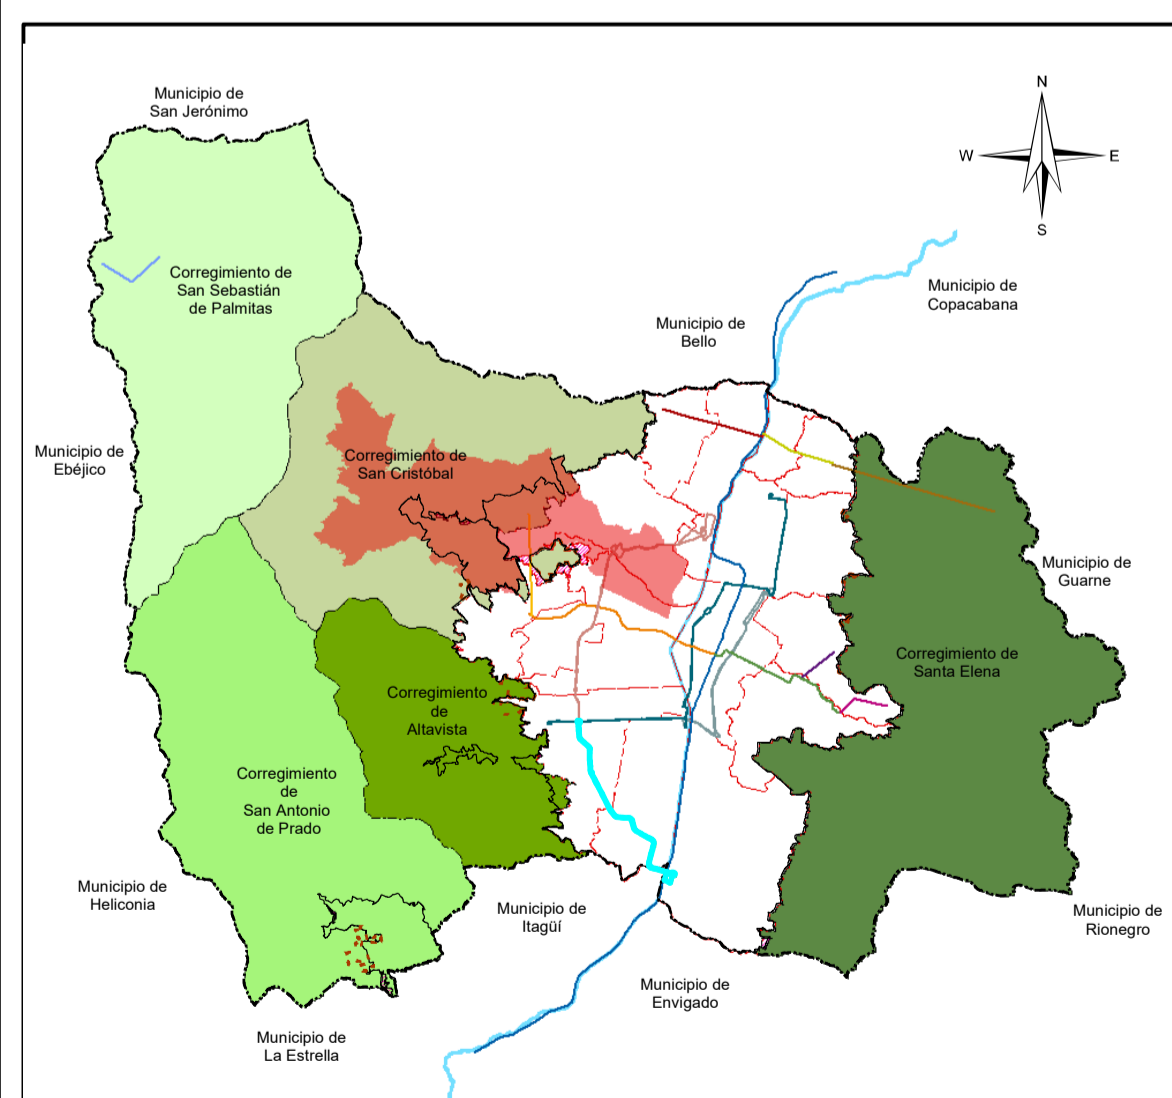 Municipio de
San Jerónimo
N
W
E
S
Corregimiento de
San Sebastián
de Palmitas
Municipio de
Copacabana
Municipio de
Bello
Municipio de
Ebéjico
Corregimiento de
San Cristóbal
Municipio de
Guarne
Corregimiento de
Santa Elena
Corregimiento
de
Altavista
Corregimiento
de
San Antonio
de Prado
Municipio de
Heliconia
Municipio de
Itagüí
Municipio de
Rionegro
Municipio de
Envigado
Municipio de
La Estrella